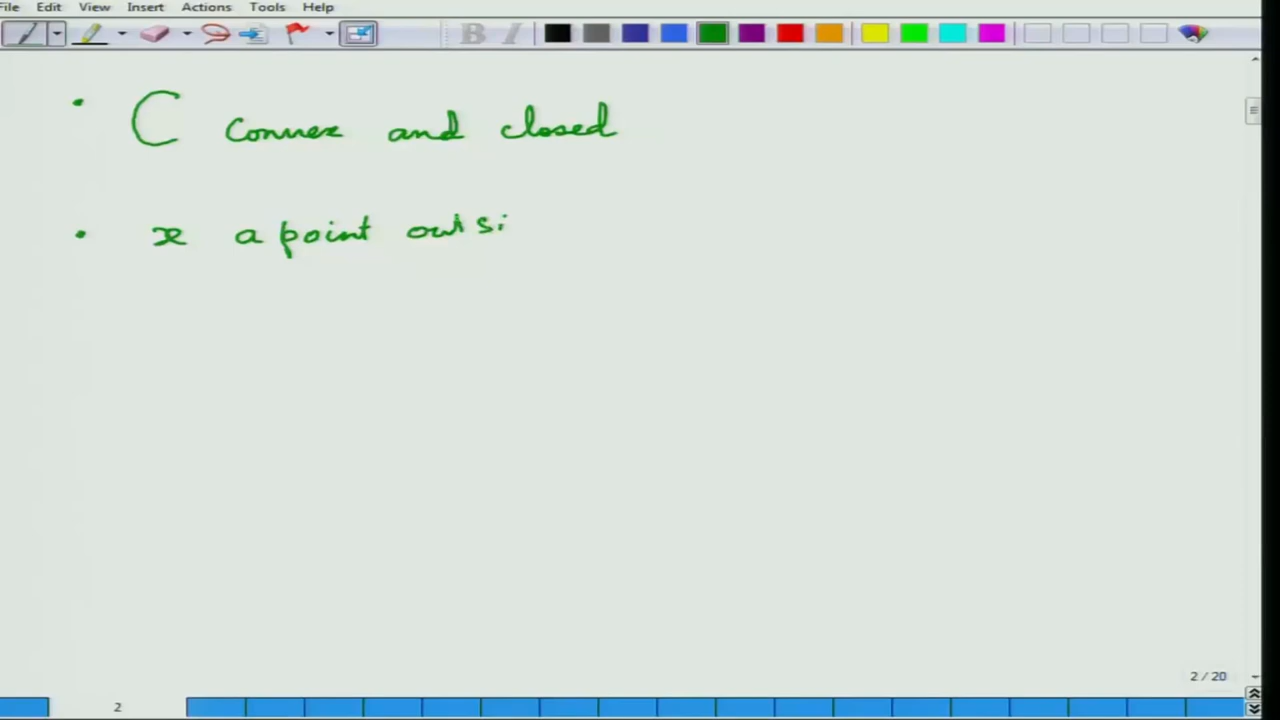 File Edit View Insert Actions Tools Help
B I
• C convex and closed
• x a point outsi
2 / 20
2